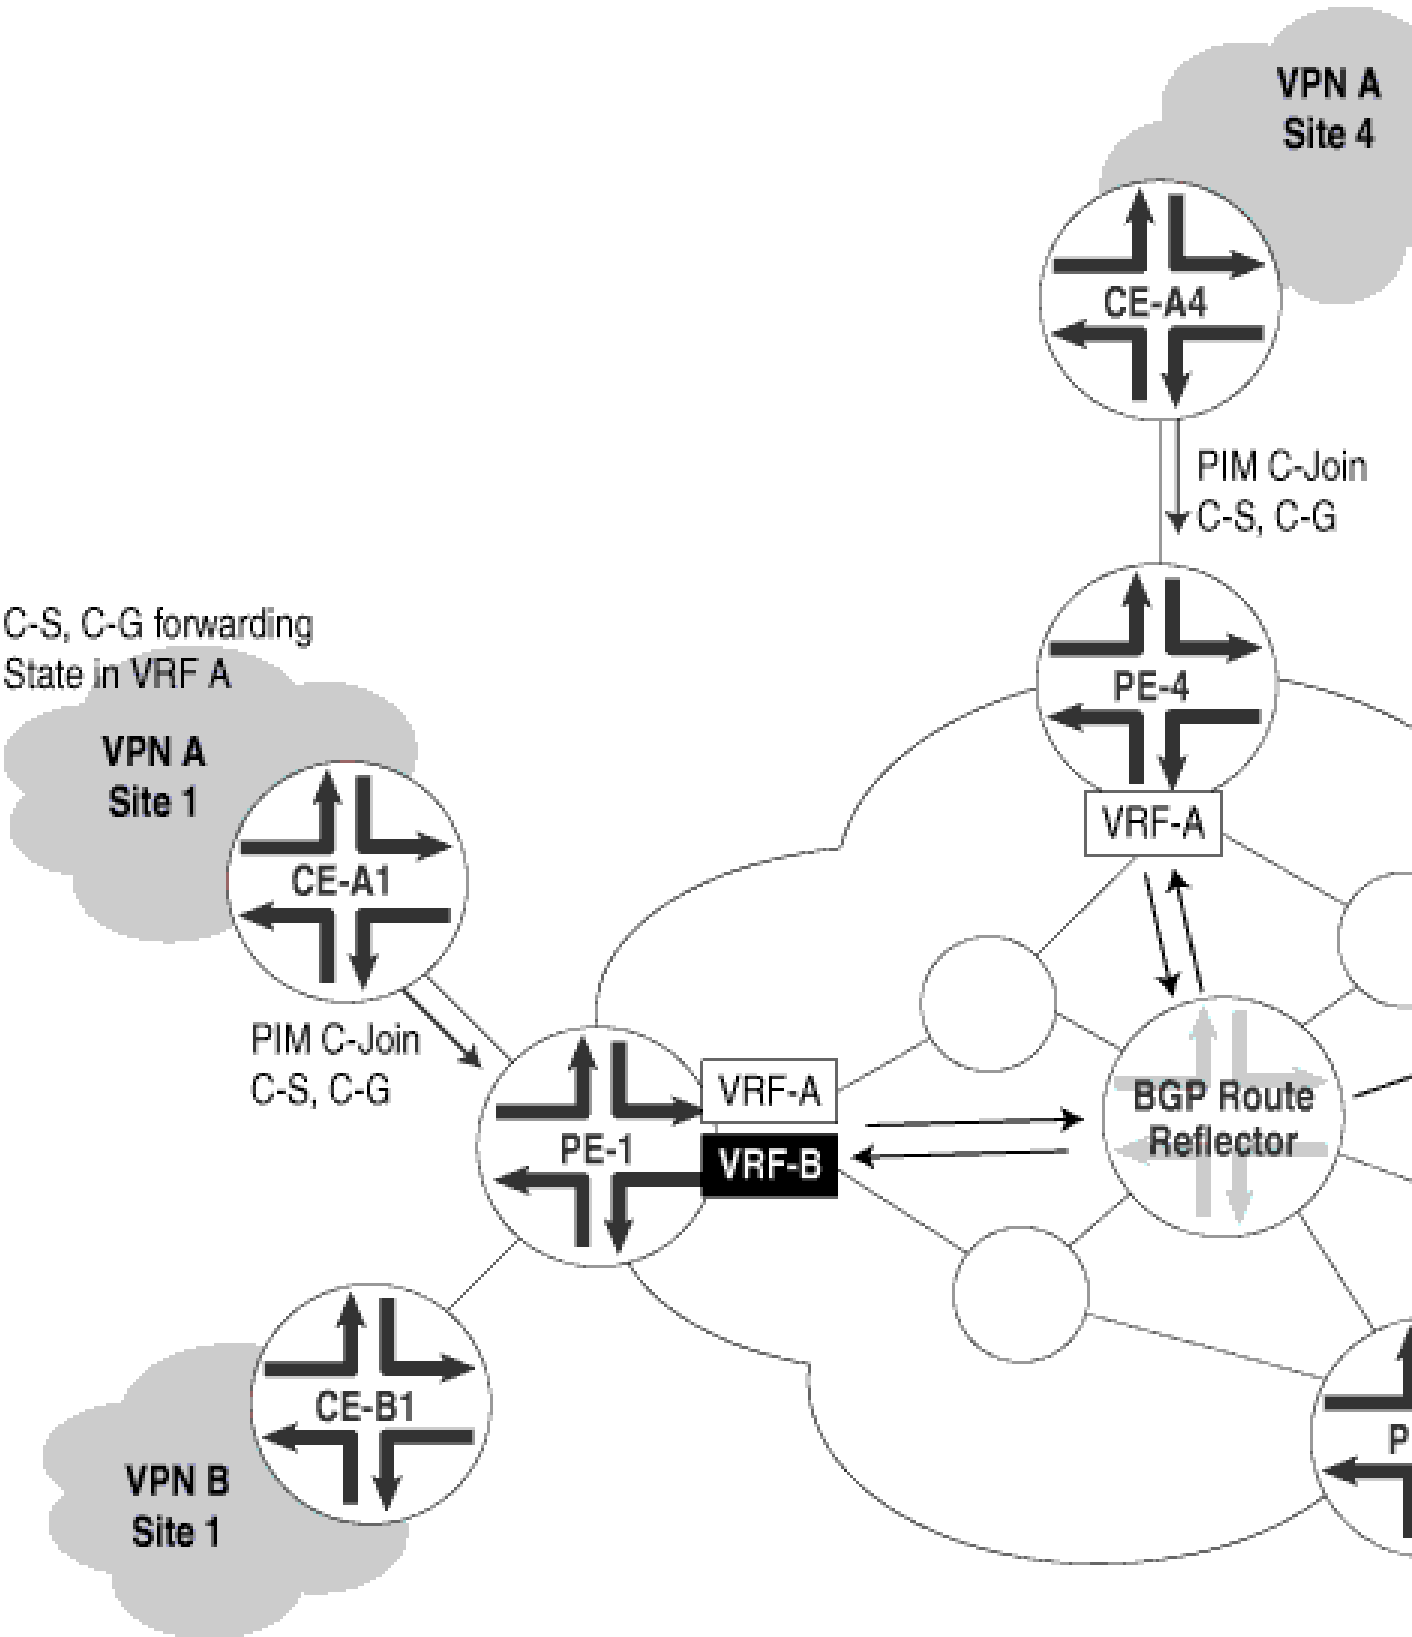 VPN A
Site 4
CE-A4
PIM C-Join
C-S, C-G
C-S, C-G forwarding
State in VRF A
PE-4
VPN A
Site 1
VRF-A
CE-A1
PIM C-Join
C-S, C-G
VRF-A
BGP Route
Reflector
PE-1
VRF-B
CE-B1
P
VPN B
Site 1